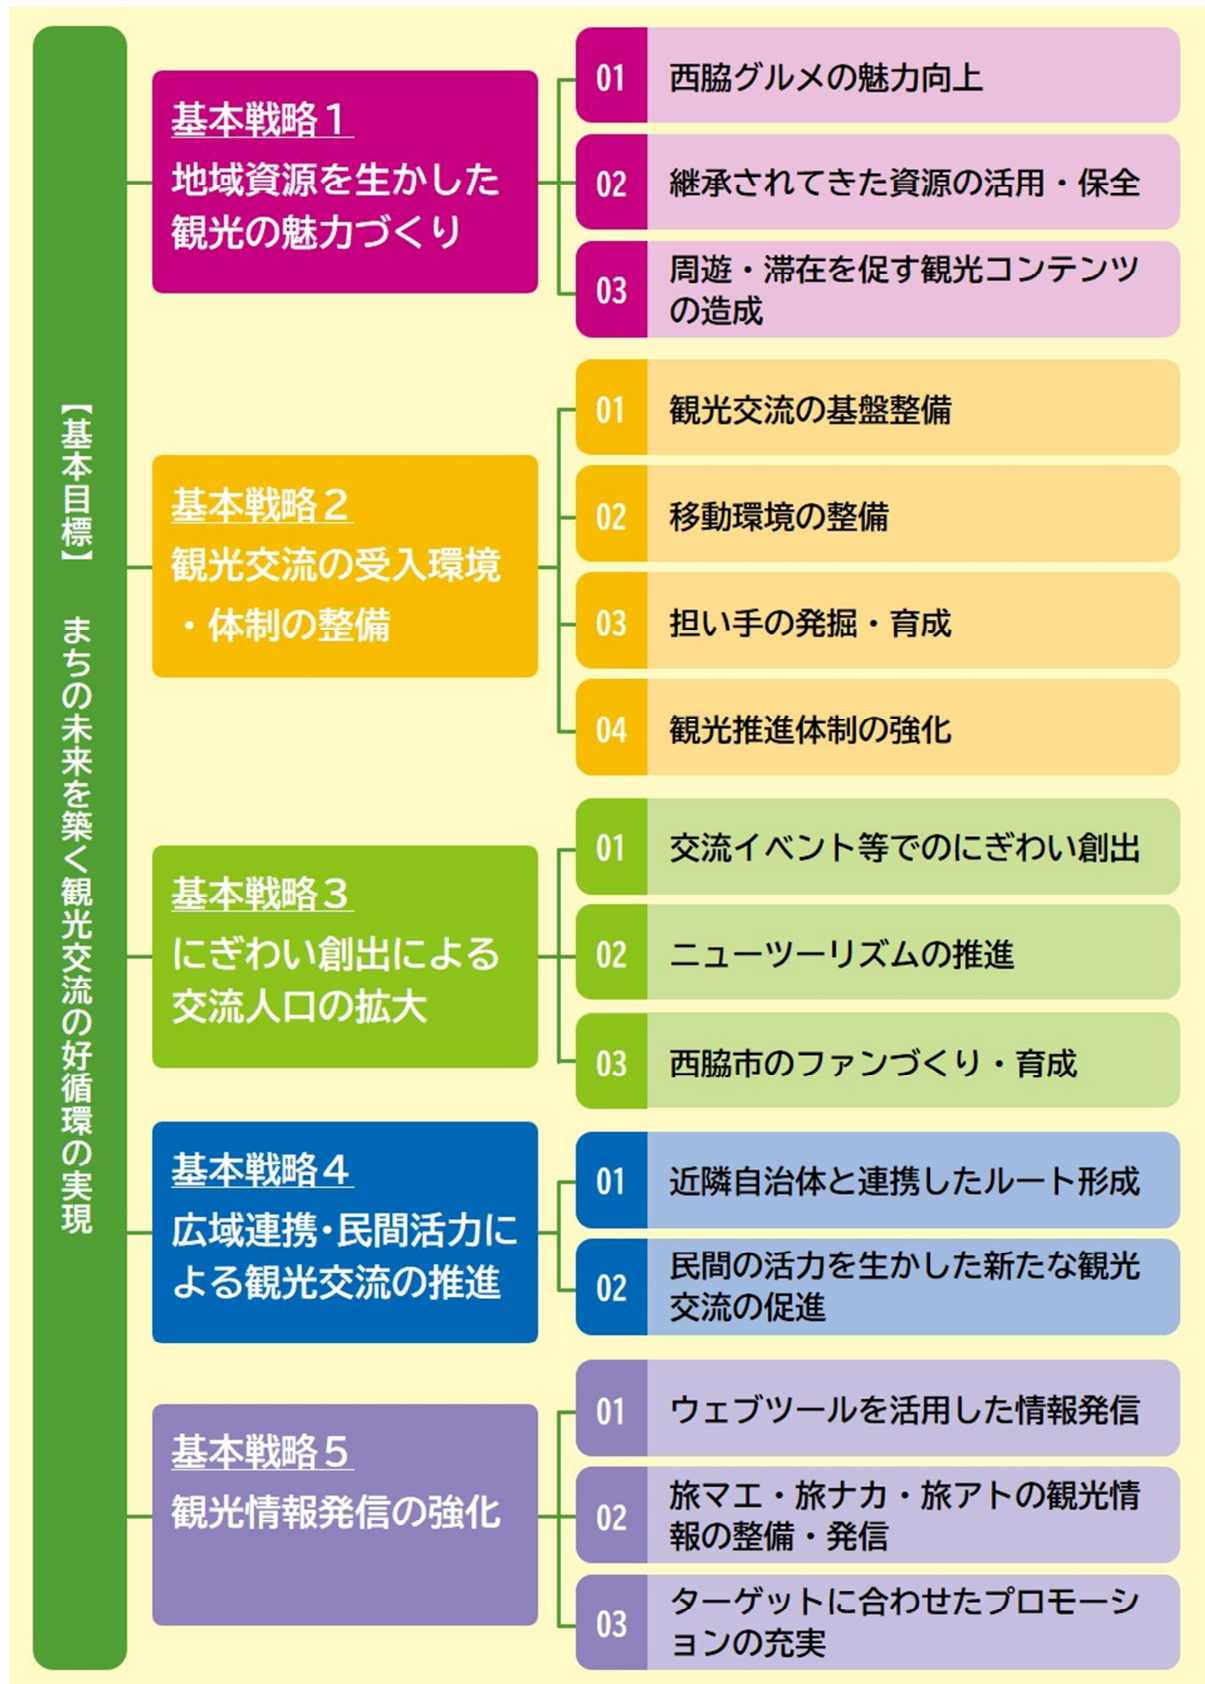 【基本目標】　まちの未来を築く観光交流の好循環の実現
基本戦略１
地域資源を生かした
観光の魅力づくり
01
西脇グルメの魅力向上
02
継承されてきた資源の活用・保全
03
周遊・滞在を促す観光コンテンツ
の造成
基本戦略２
観光交流の受入環境
・体制の整備
01
観光交流の基盤整備
02
移動環境の整備
03
担い手の発掘・育成
04
観光推進体制の強化
基本戦略３
にぎわい創出による
交流人口の拡大
01
交流イベント等でのにぎわい創出
02
ニューツーリズムの推進
03
西脇市のファンづくり・育成
基本戦略４
広域連携・民間活力に
よる観光交流の推進
01
近隣自治体と連携したルート形成
02
民間の活力を生かした新たな観光
交流の促進
基本戦略５
観光情報発信の強化
01
ウェブツールを活用した情報発信
02
旅マエ・旅ナカ・旅アトの観光情
報の整備・発信
03
ターゲットに合わせたプロモーシ
ョンの充実